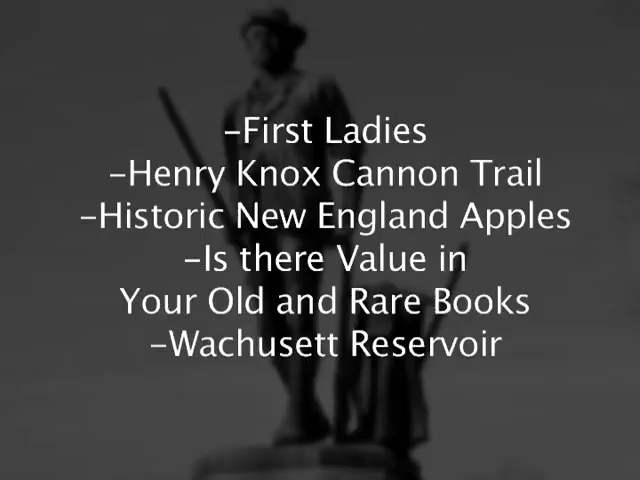 -First Ladies
-Henry Knox Cannon Trail
-Historic New England Apples
-Is there Value in
Your Old and Rare Books
-Wachusett Reservoir